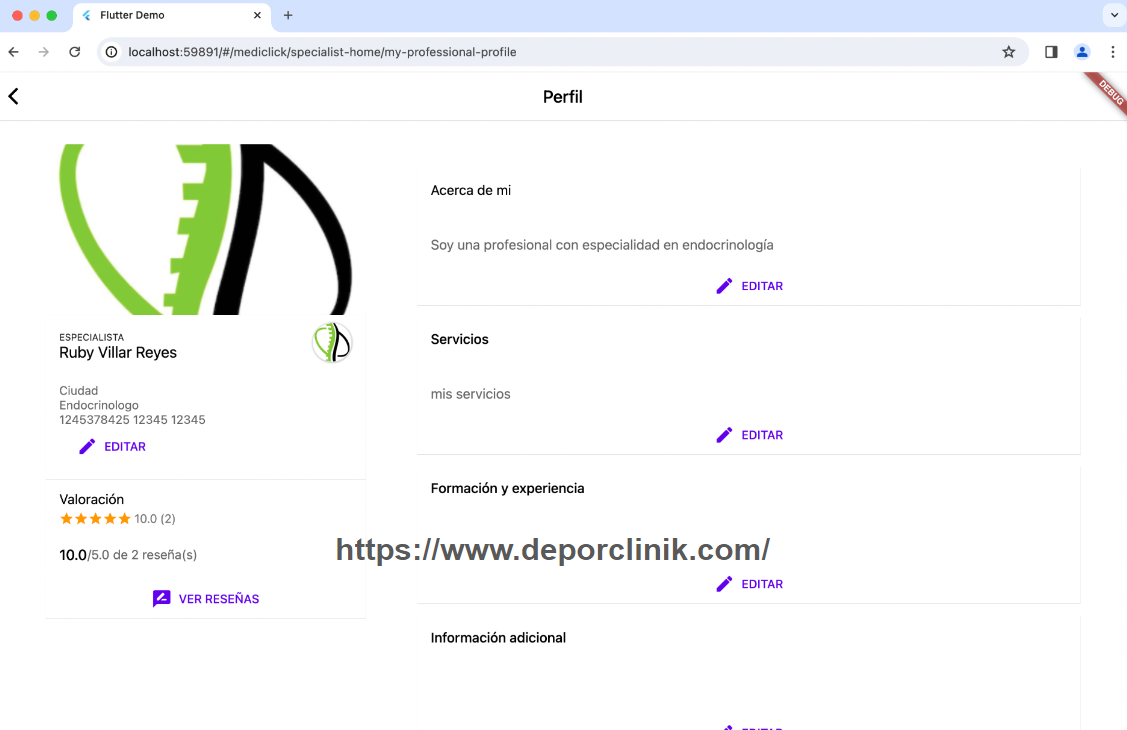 Flutter Demo
localhost:59891/#/mediclick/specialist-home/my-professional-profile
Perfil
DEBUG
ESPECIALISTA
Ruby Villar Reyes
Ciudad
Endocrinologo
1245378425 12345 12345
EDITAR
Valoración
10.0 (2)
10.0/5.0 de 2 reseña(s)
VER RESEÑAS
Acerca de mi
Soy una profesional con especialidad en endocrinología
EDITAR
Servicios
mis servicios
EDITAR
Formación y experiencia
https://www.deporclinik.com/
EDITAR
Información adicional
EDITAR